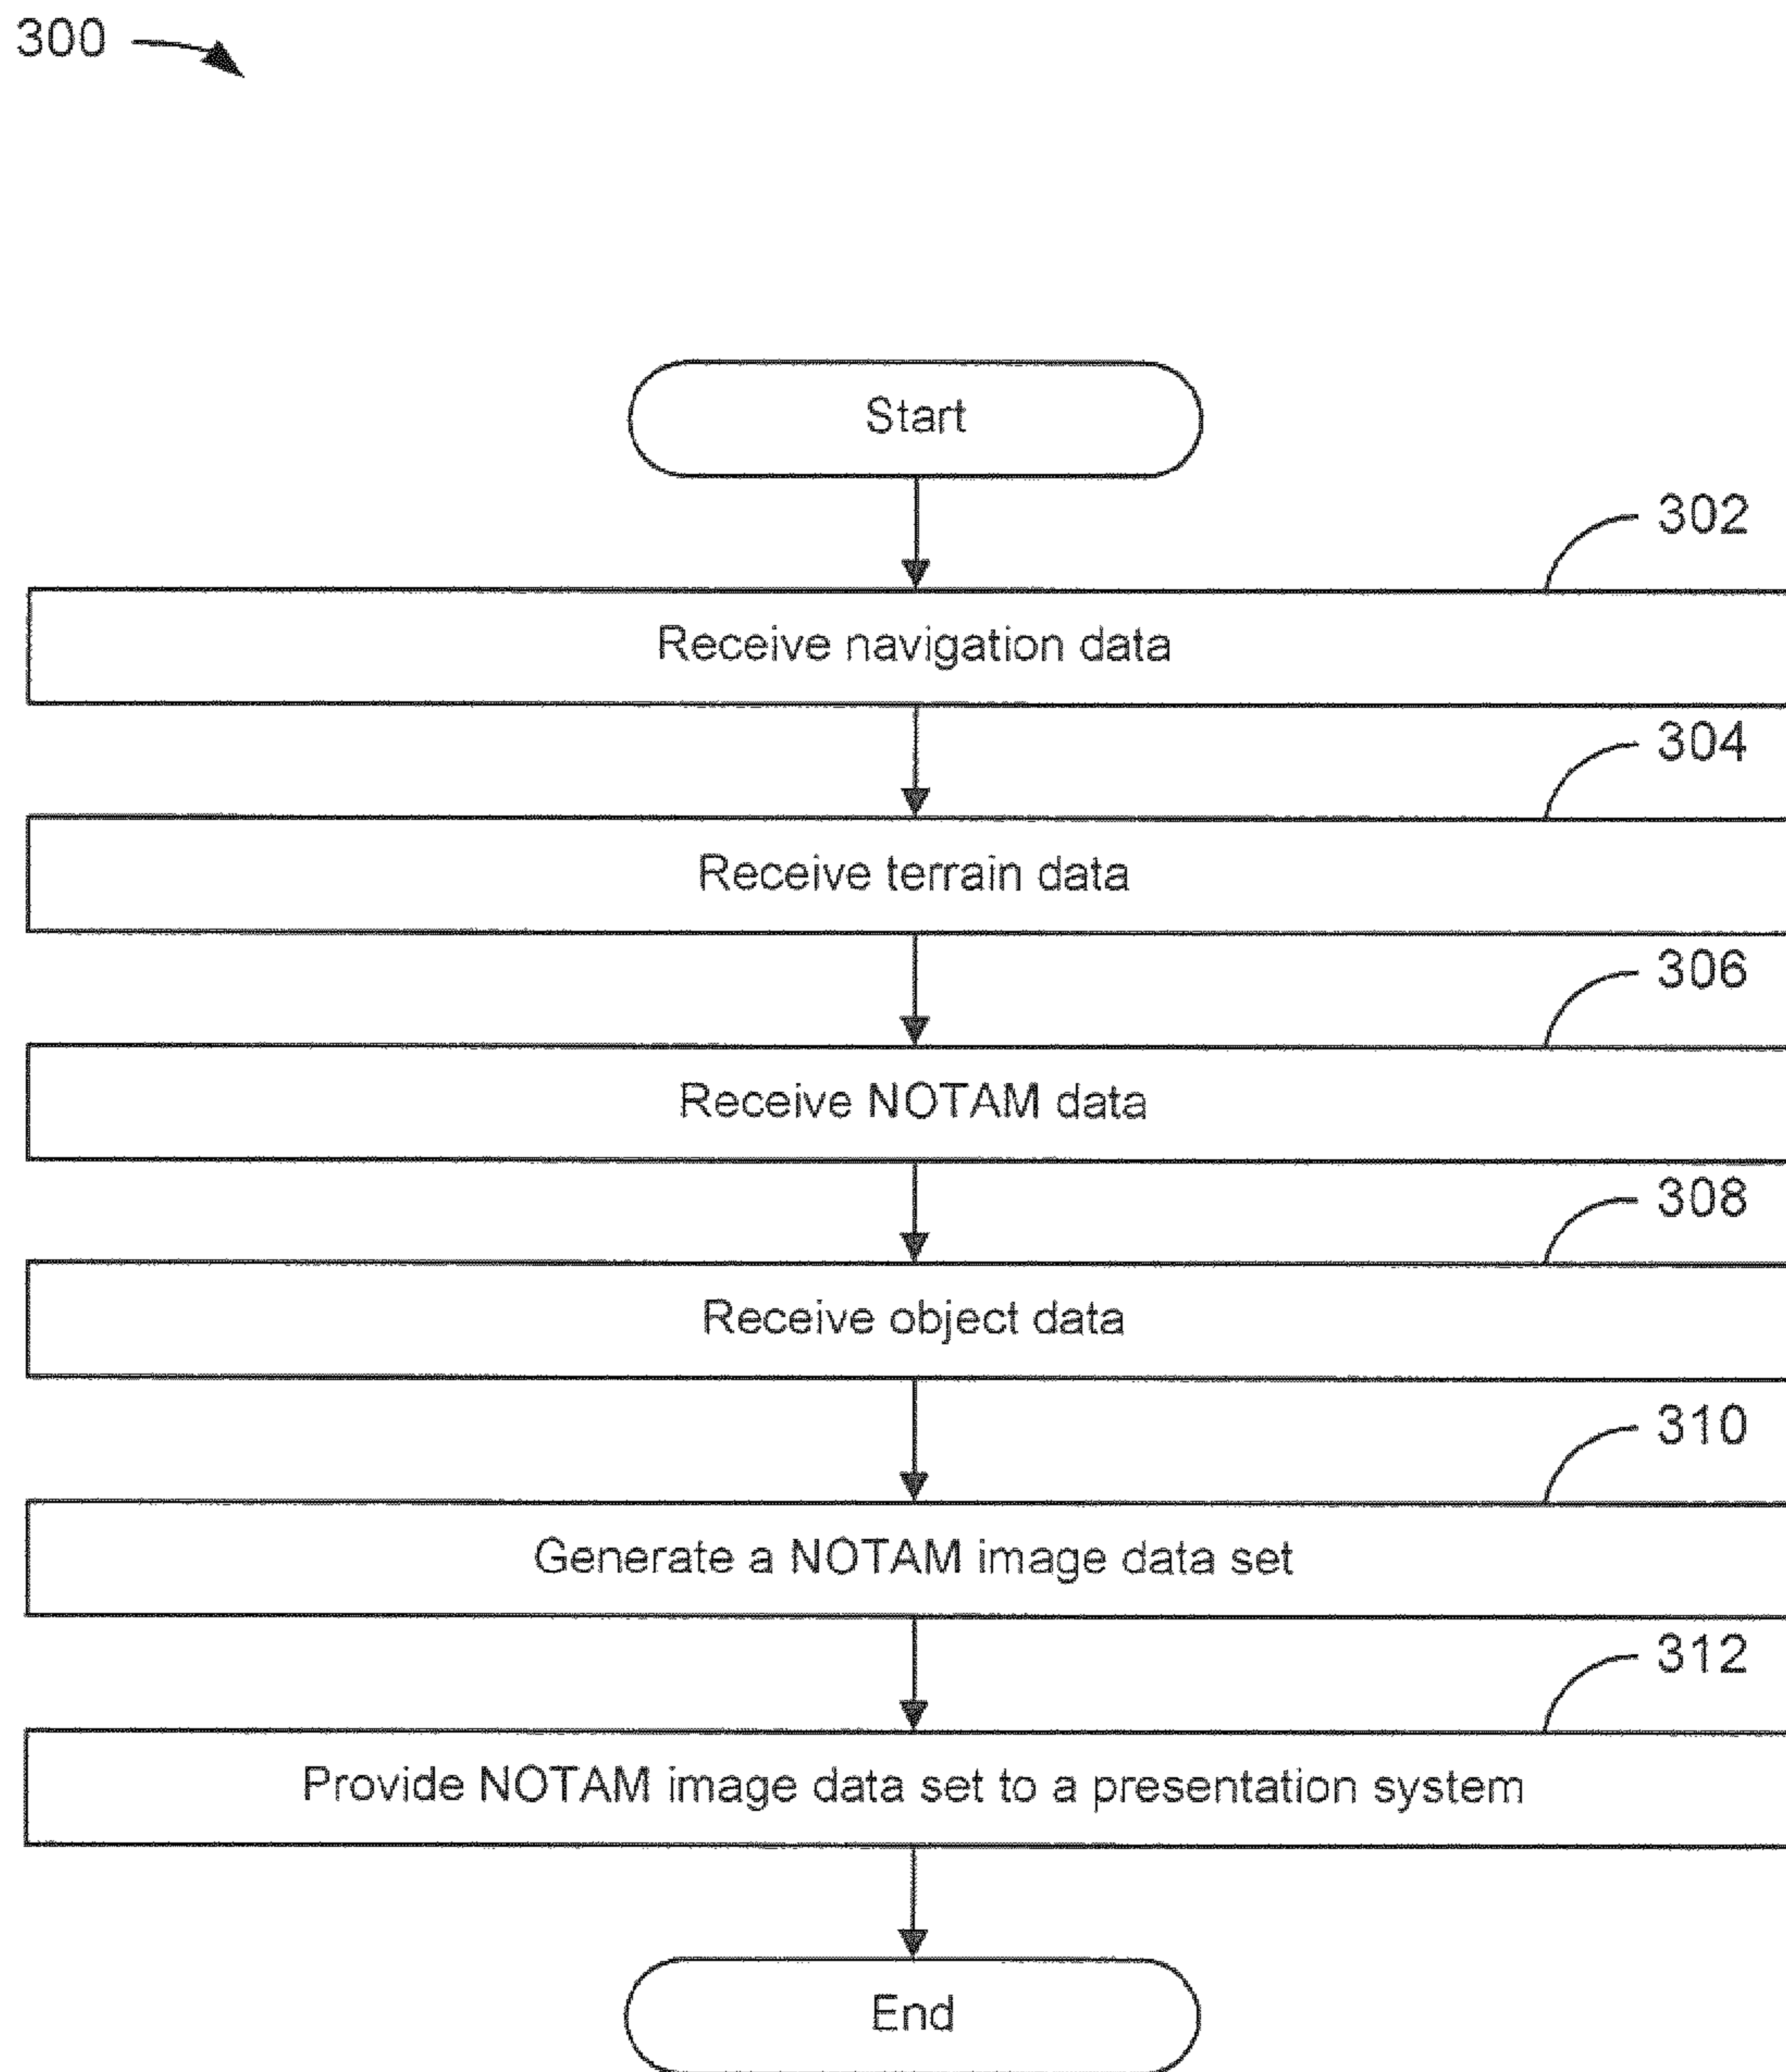 300
Start
302
Receive navigation data
304
Receive terrain data
306
Receive NOTAM data
308
Receive object data
310
Generate a NOTAM image data set
312
Provide NOTAM image data set to a presentation system
End